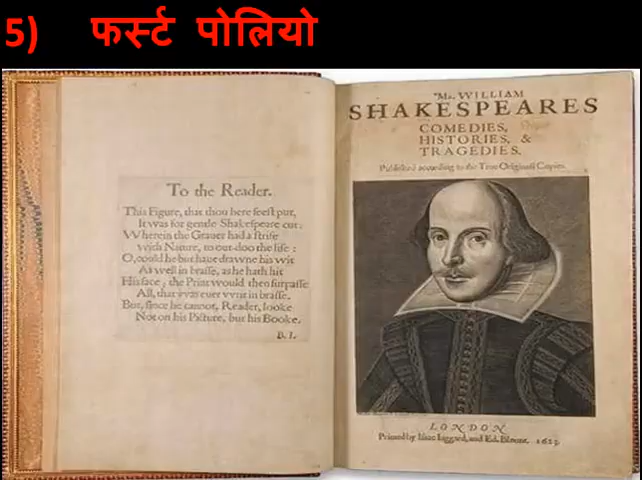 5) फर्स्ट पोलियो
To the Reader.
This Figure, that thou here seest put,
It was for gentle Shakespeare cut:
Wherein the Grauer had a strife
with Nature, to out-doo the life :
O, could he but haue drawne his wit
As well in brasse, as he hath hit
His face ; the Print would then surpasse
All, that was euer writ in brasse.
But, since he cannot, Reader, looke
Not on his Picture, but his Booke.
B. I.
Mr. WILLIAM
SHAKESPEARES
COMEDIES,
HISTORIES, &
TRAGEDIES.
Published according to the True Originall Copies.
LONDON
Printed by Isaac Iaggard, and Ed. Blount. 1623.